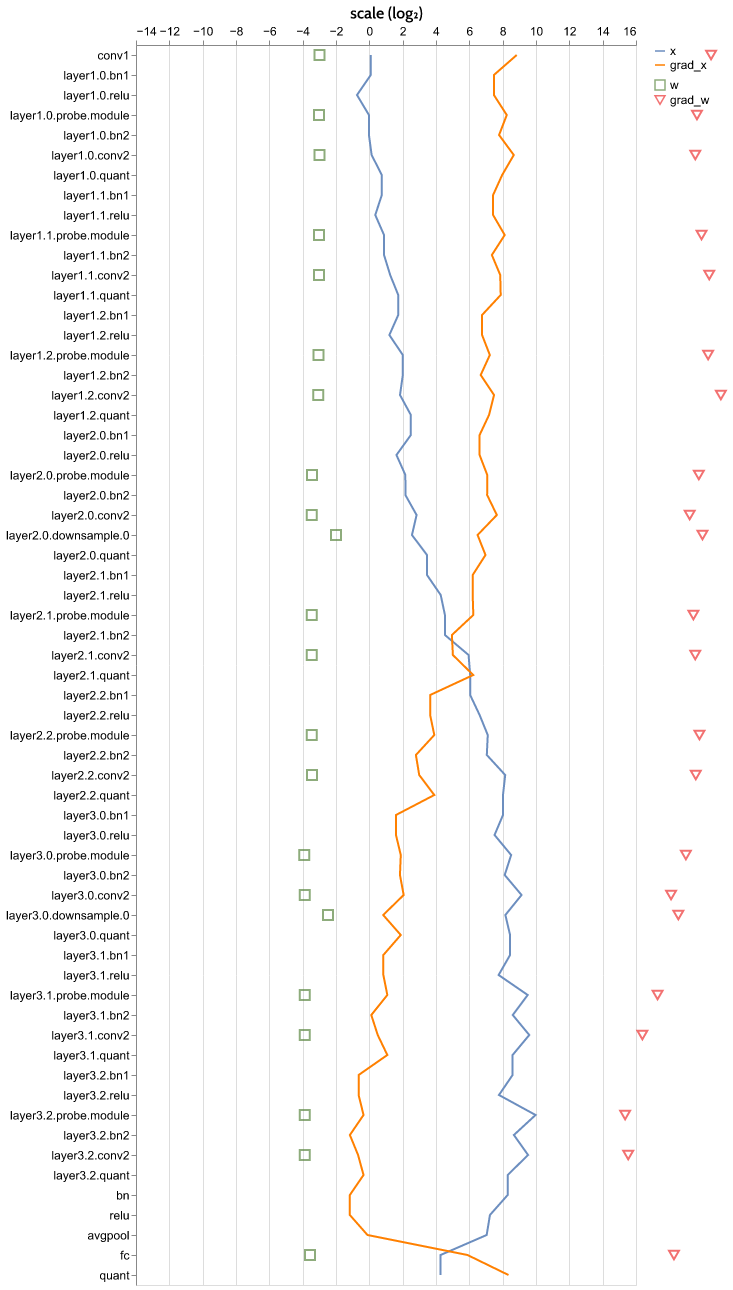 scale (log₂)
−14 −12 −10 −8 −6 −4 −2 0 2 4 6 8 10 12 14 16
conv1
x
grad_x
w
grad_w
layer1.0.bn1
layer1.0.relu
layer1.0.probe.module
layer1.0.bn2
layer1.0.conv2
layer1.0.quant
layer1.1.bn1
layer1.1.relu
layer1.1.probe.module
layer1.1.bn2
layer1.1.conv2
layer1.1.quant
layer1.2.bn1
layer1.2.relu
layer1.2.probe.module
layer1.2.bn2
layer1.2.conv2
layer1.2.quant
layer2.0.bn1
layer2.0.relu
layer2.0.probe.module
layer2.0.bn2
layer2.0.conv2
layer2.0.downsample.0
layer2.0.quant
layer2.1.bn1
layer2.1.relu
layer2.1.probe.module
layer2.1.bn2
layer2.1.conv2
layer2.1.quant
layer2.2.bn1
layer2.2.relu
layer2.2.probe.module
layer2.2.bn2
layer2.2.conv2
layer2.2.quant
layer3.0.bn1
layer3.0.relu
layer3.0.probe.module
layer3.0.bn2
layer3.0.conv2
layer3.0.downsample.0
layer3.0.quant
layer3.1.bn1
layer3.1.relu
layer3.1.probe.module
layer3.1.bn2
layer3.1.conv2
layer3.1.quant
layer3.2.bn1
layer3.2.relu
layer3.2.probe.module
layer3.2.bn2
layer3.2.conv2
layer3.2.quant
bn
relu
avgpool
fc
quant